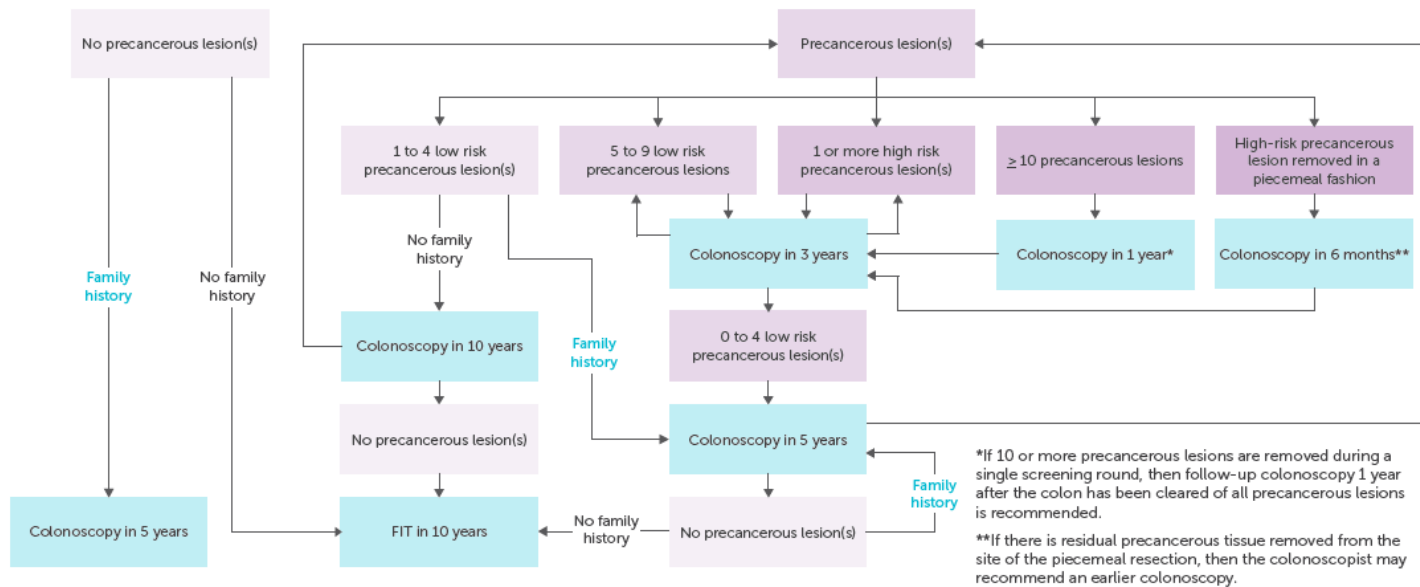 No precancerous lesion(s)
Precancerous lesion(s)
1 to 4 low risk
precancerous lesion(s)
5 to 9 low risk
precancerous lesions
1 or more high risk
precancerous lesion(s)
≥ 10 precancerous lesions
High-risk precancerous
lesion removed in a
piecemeal fashion
No family
history
Colonoscopy in 3 years
Colonoscopy in 1 year*
Colonoscopy in 6 months**
Family
history
No family
history
Colonoscopy in 10 years
Family
history
0 to 4 low risk
precancerous lesion(s)
No precancerous lesion(s)
Colonoscopy in 5 years
Family
history
Colonoscopy in 5 years
FIT in 10 years
No family
history
No precancerous lesion(s)
*If 10 or more precancerous lesions are removed during a
single screening round, then follow-up colonoscopy 1 year
after the colon has been cleared of all precancerous lesions
is recommended.
**If there is residual precancerous tissue removed from the
site of the piecemeal resection, then the colonoscopist may
recommend an earlier colonoscopy.